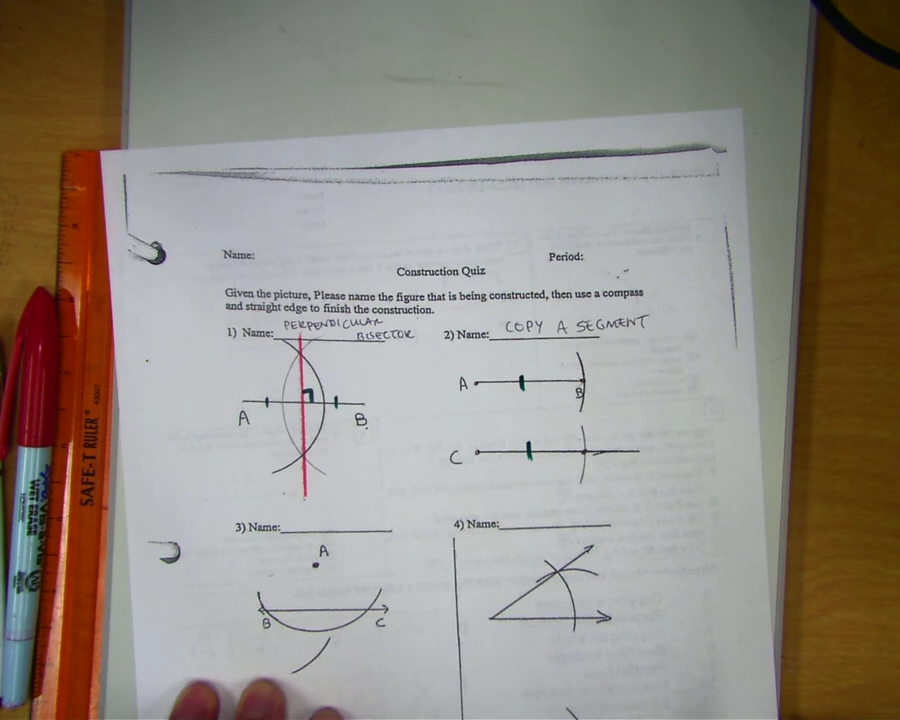 Name:
Period:
Construction Quiz
Given the picture, Please name the figure that is being constructed, then use a compass
and straight edge to finish the construction.
1) Name: PERPENDICULAR
BISECTOR
2) Name: COPY A SEGMENT
A B
A B
C
3) Name:
4) Name:
A
B C
SAFE-T RULER®
WET ERASE